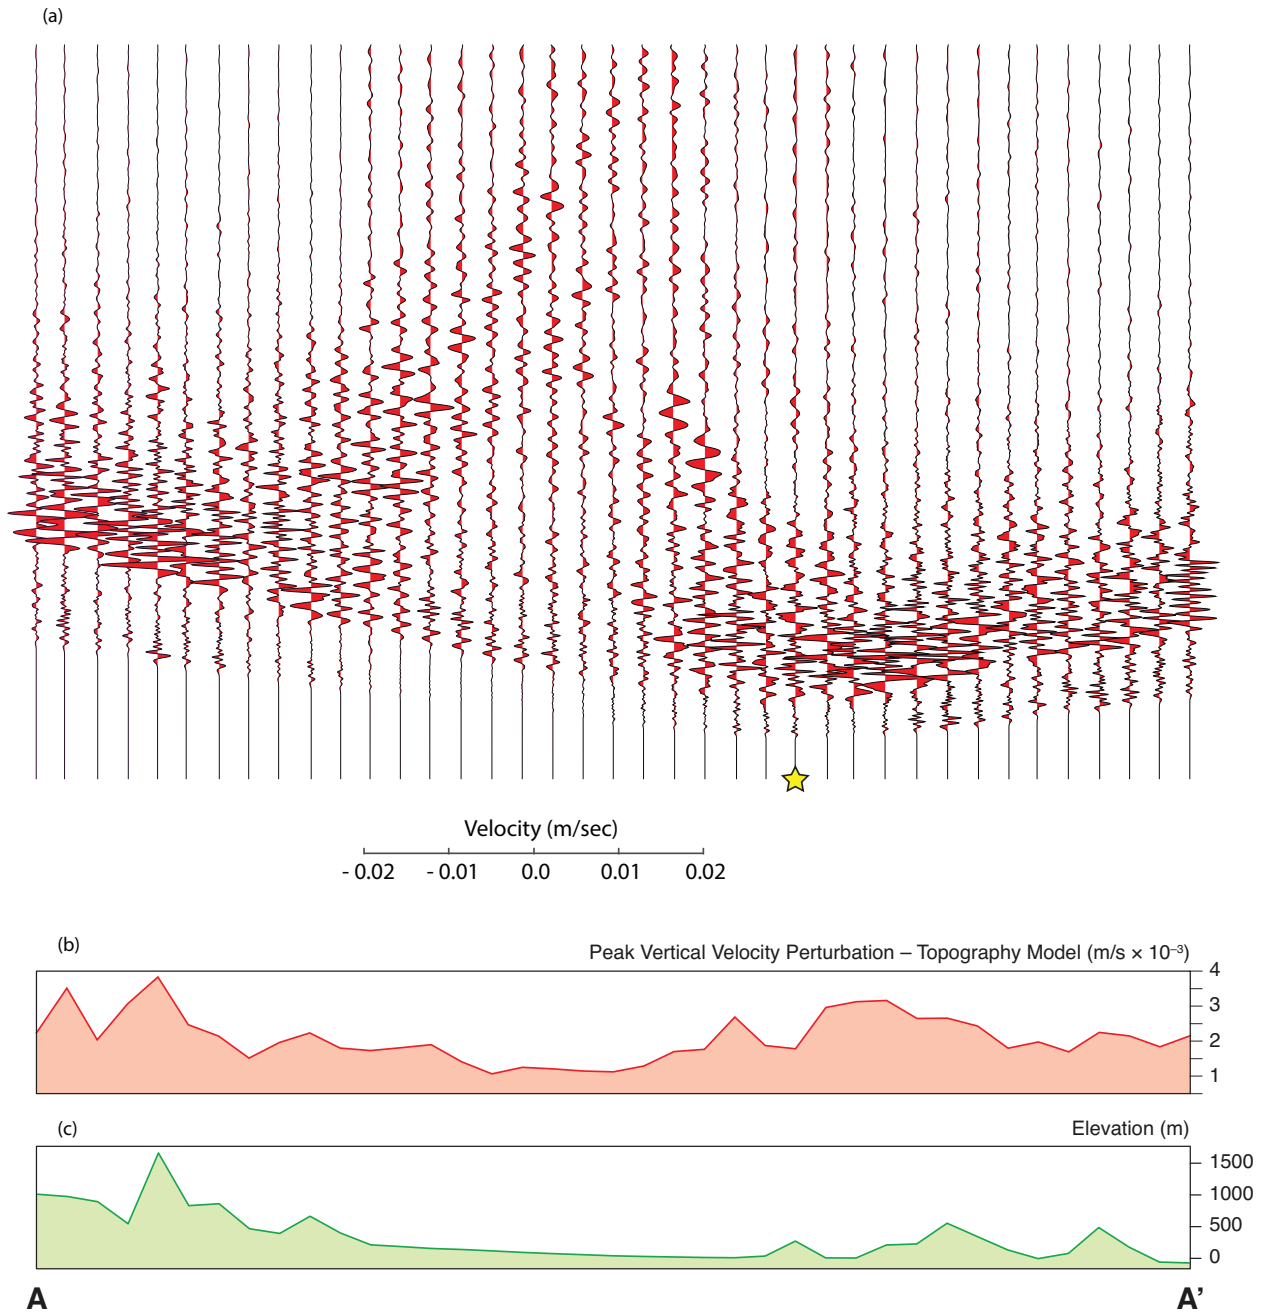 (a)
Velocity (m/sec)
- 0.02 - 0.01 0.0 0.01 0.02
(b)
Peak Vertical Velocity Perturbation – Topography Model (m/s × 10⁻³)
4
3
2
1
(c)
Elevation (m)
1500
1000
500
0
A A’